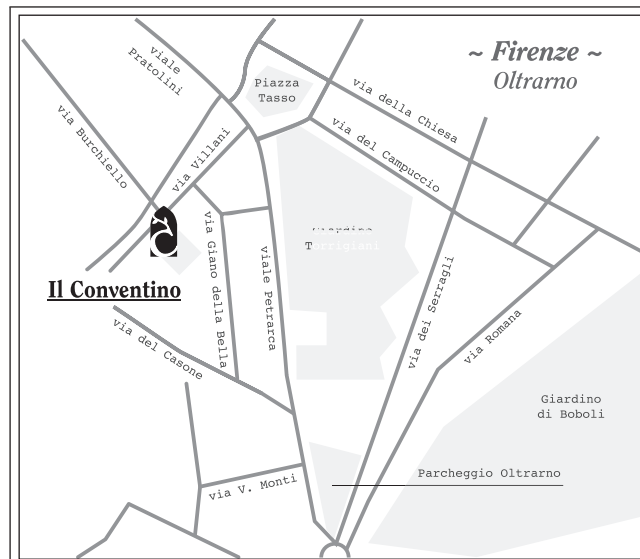 ~ Firenze ~
Oltrarno
viale
Pratolini
Piazza
Tasso
via della Chiesa
via Burchiello
via Villani
via del Campuccio
Il Conventino
via Giano della Bella
viale Petrarca
via dei Serragli
via Romana
via del Casone
Giardino
di Boboli
via V. Monti
Parcheggio Oltrarno